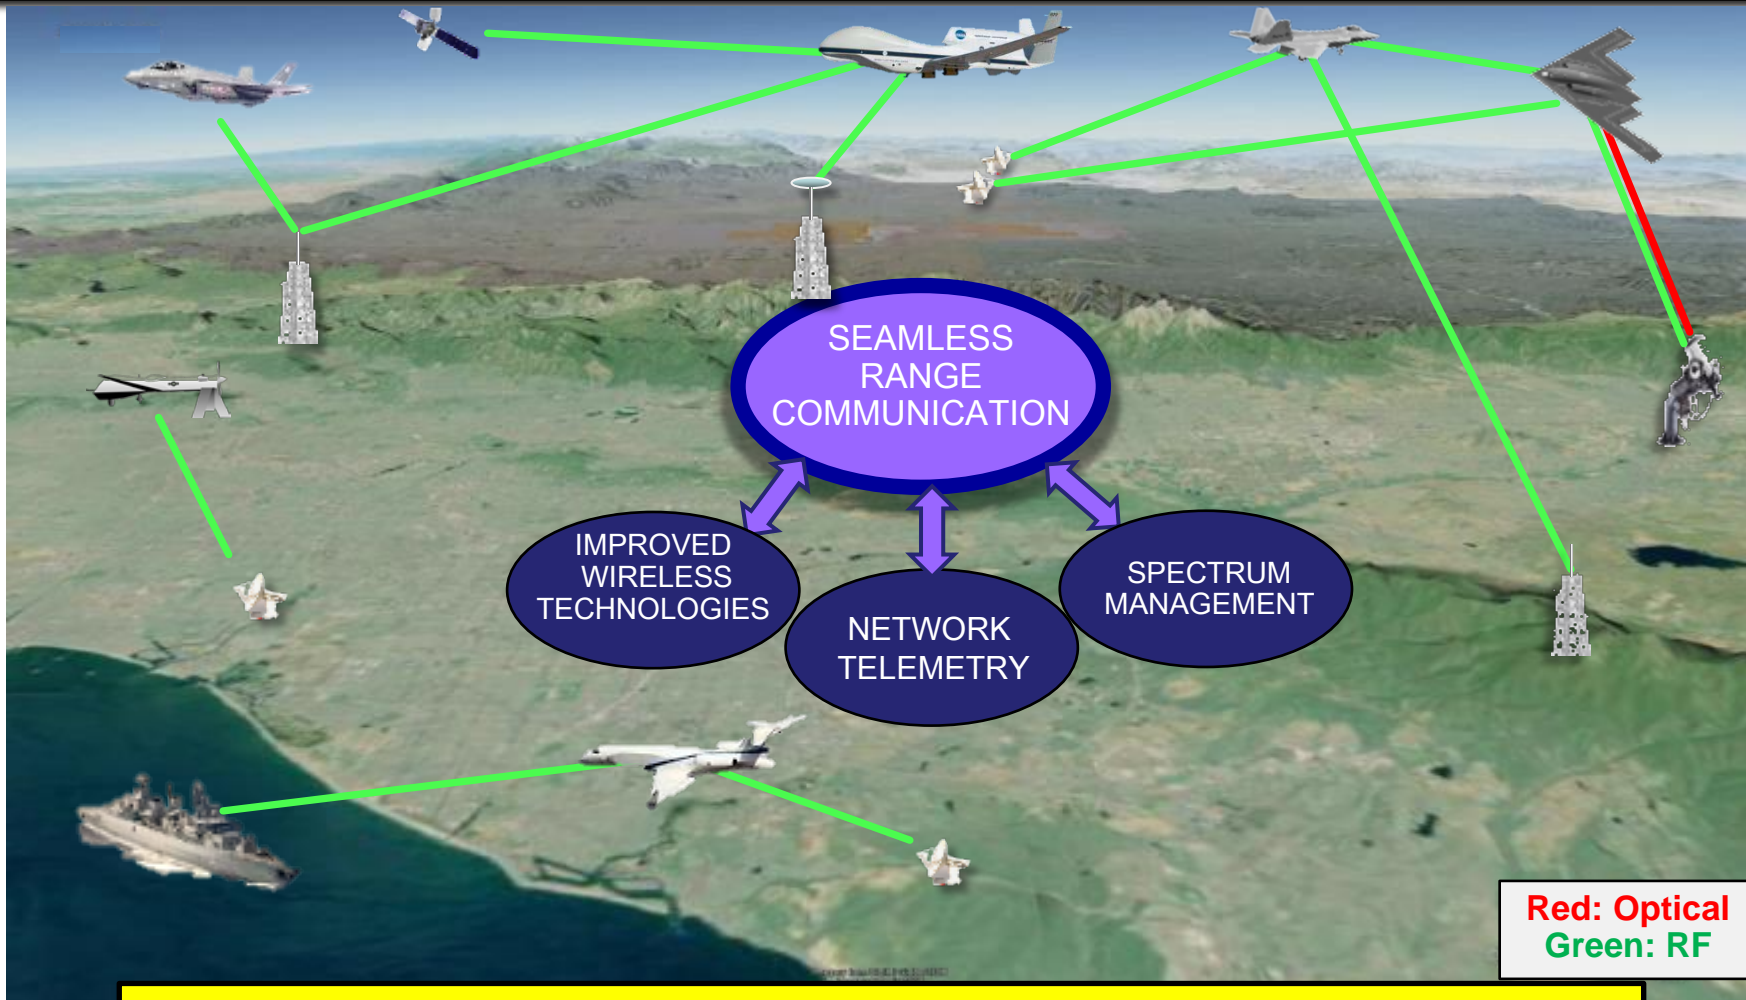 SEAMLESS
RANGE
COMMUNICATION
IMPROVED
WIRELESS
TECHNOLOGIES
NETWORK
TELEMETRY
SPECTRUM
MANAGEMENT
Red: Optical
Green: RF